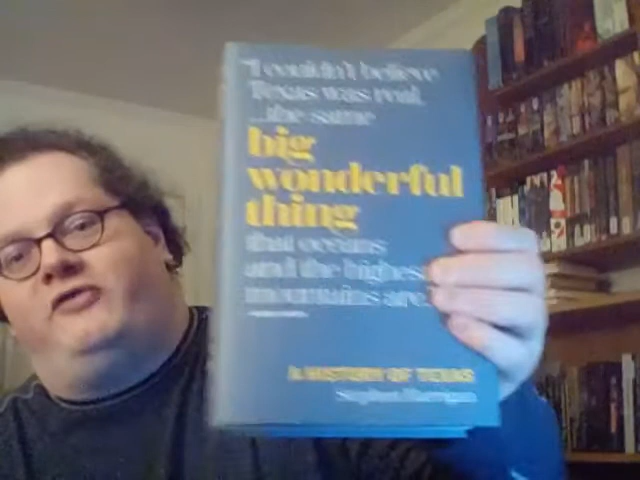 "I couldn't believe
Texas was real.
...the same
big
wonderful
thing
that oceans
and the highest
mountains are.
A HISTORY OF TEXAS
Stephen Harrigan